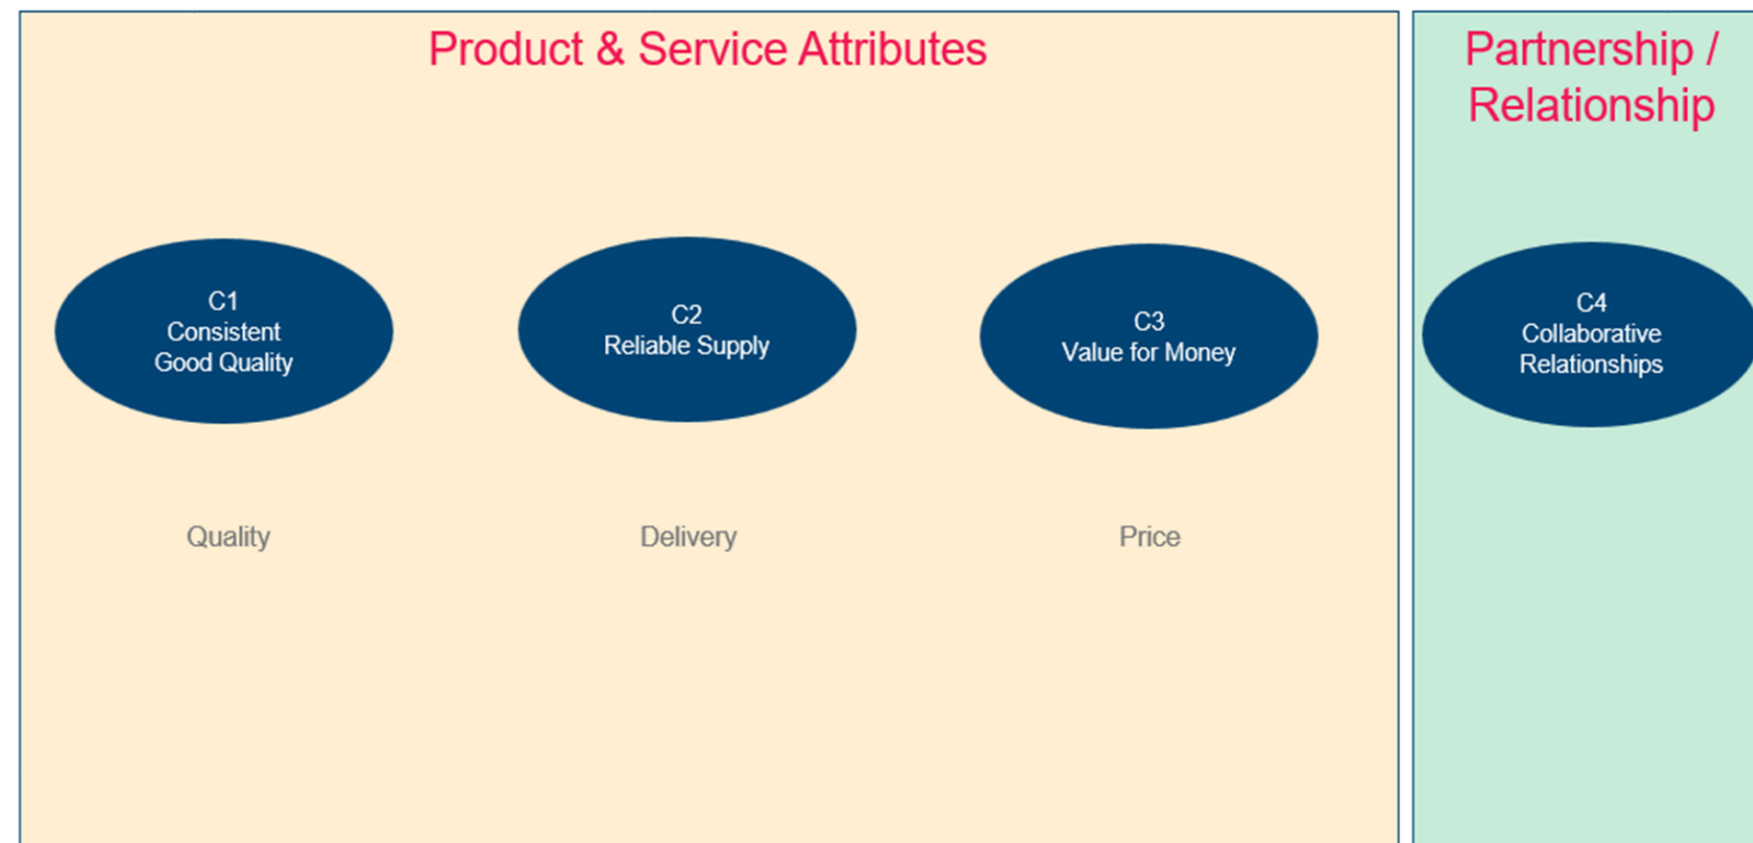 Product & Service Attributes
Partnership /
Relationship
C1
Consistent
Good Quality
C2
Reliable Supply
C3
Value for Money
C4
Collaborative
Relationships
Quality
Delivery
Price